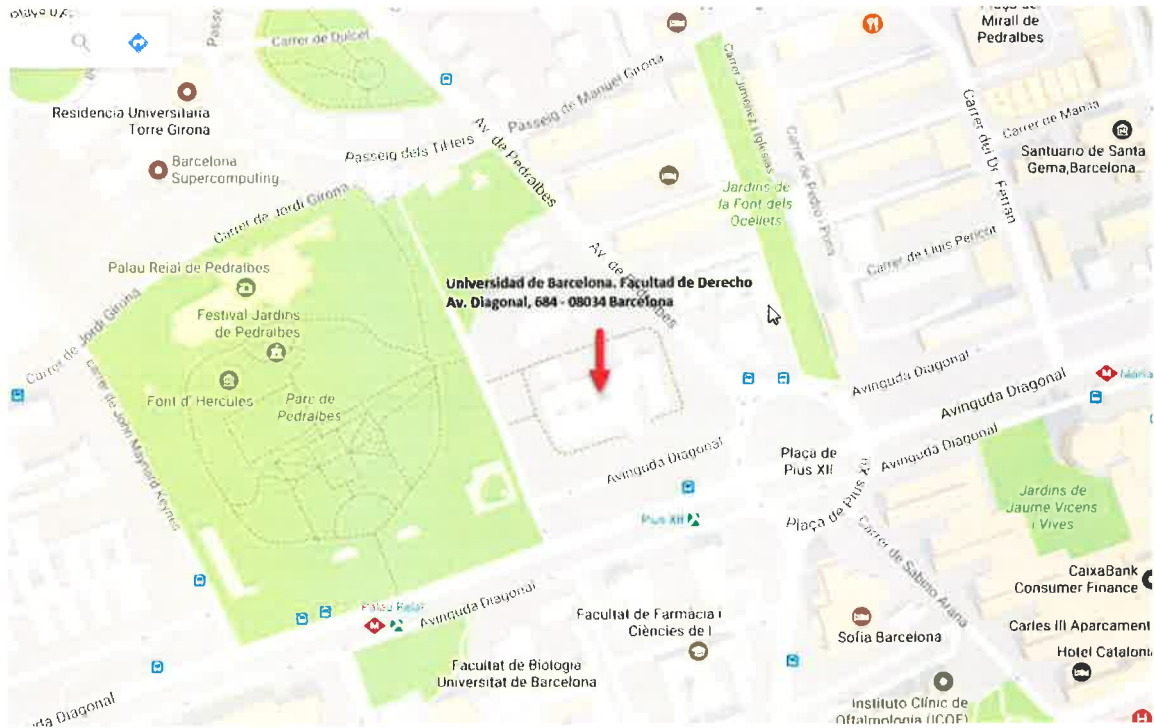 Carrer de Dulcet
Mirall de
Pedralbes
Residencia Universitaria
Torre Girona
Passeig de Manuel Girona
Av. de Pedralbes
Passeig dels Til·lers
Barcelona
Supercomputing...
Carrer Jiménez i Iglesias
Carrer de Pedro i Pons
Carrer del Dr. Ferran
Carrer de Manila
Santuario de Santa
Gema,Barcelona...
Carrer de Jordi Girona
Jardins de
la Font dels
Ocellets
Carrer de Lluís Pericot
Palau Reial de Pedralbes
Av. de Pedralbes
Universidad de Barcelona. Facultad de Derecho
Av. Diagonal, 684 - 08034 Barcelona
Festival Jardins
de Pedralbes
Carrer de Jordi Girona
Carrer de John Maynard Keynes
Font d' Hercules
Parc de
Pedralbes
Avinguda Diagonal
Avinguda Diagonal
Avinguda Diagonal
Avinguda Diagonal
Plaça de
Pius XII
Plaça de Pius XII
Pius XII
Jardins de
Jaume Vicens
i Vives
Carrer de Sabino Arana
CaixaBank
Consumer Finance
Palau Reial
Avinguda Diagonal
Facultat de Farmàcia i
Ciències de l
Sofia Barcelona
Carles III Aparcament
Hotel Cataloni
Facultat de Biologia
Universitat de Barcelona
Instituto Clínic de
Oftalmologia (ICOF)
Diagonal
H